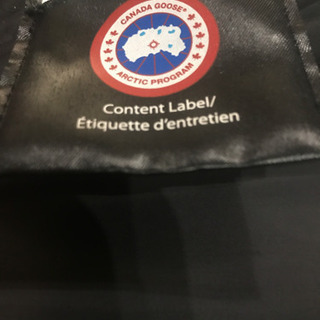 CANADA GOOSE®
ARCTIC PROGRAM
Content Label/
Étiquette d'entretien